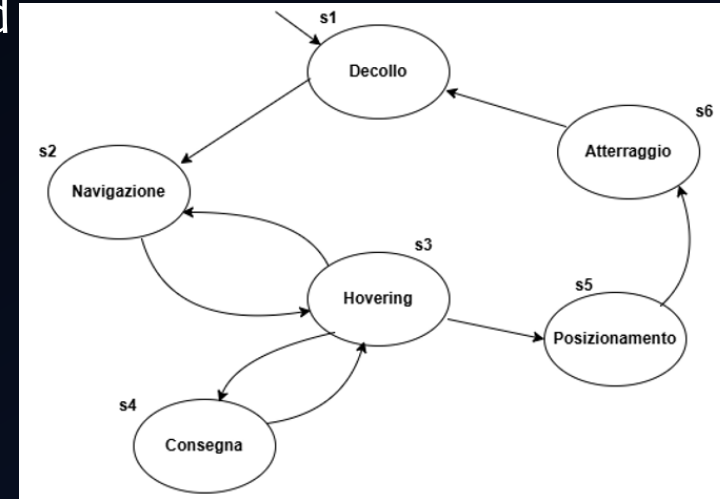 s1
Decollo
s6
Atterraggio
s2
Navigazione
s3
Hovering
s5
Posizionamento
s4
Consegna